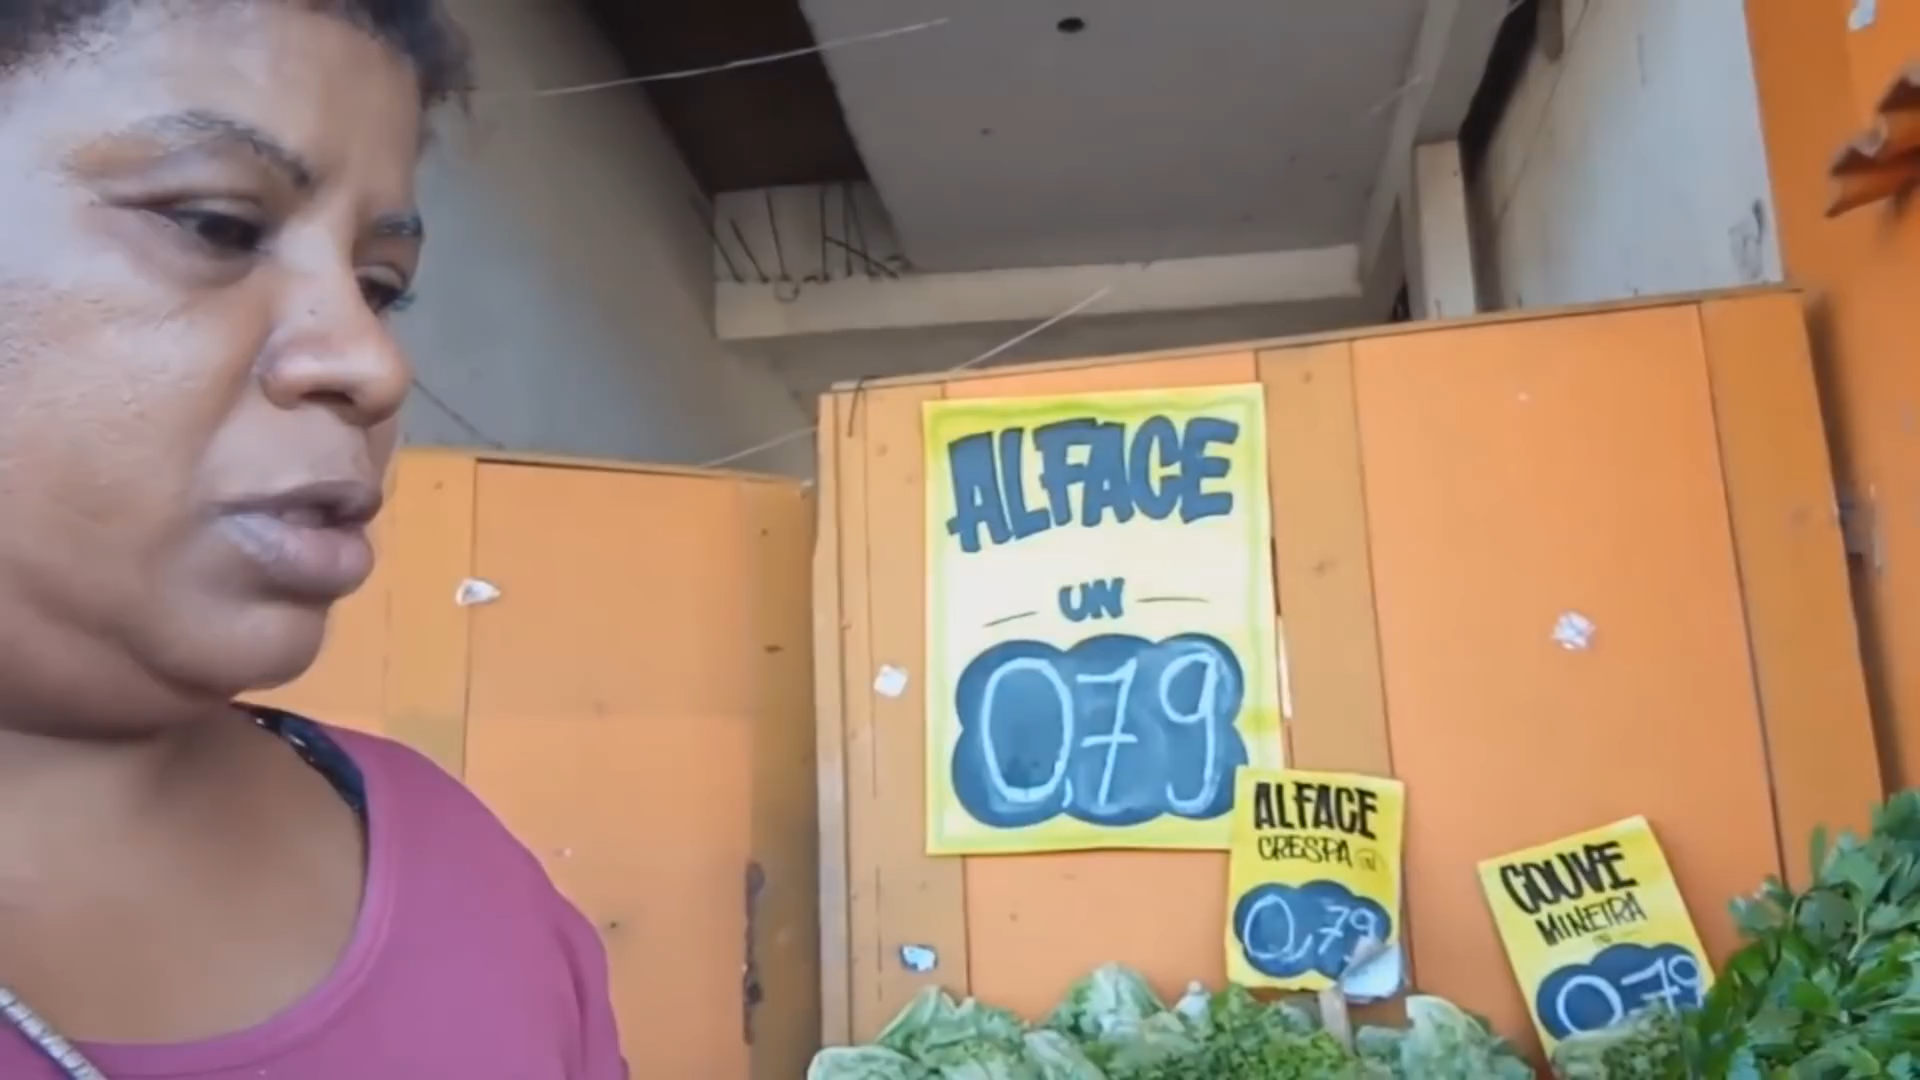 ALFACE
UN
0,79
ALFACE
CRESPA
0,79
COUVE
MINEIRA
0,79